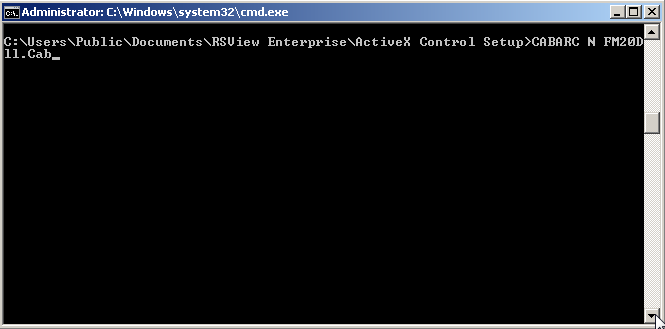 Administrator: C:\Windows\system32\cmd.exe
C:\Users\Public\Documents\RSView Enterprise\ActiveX Control Setup>CABARC N FM20D
ll.Cab_